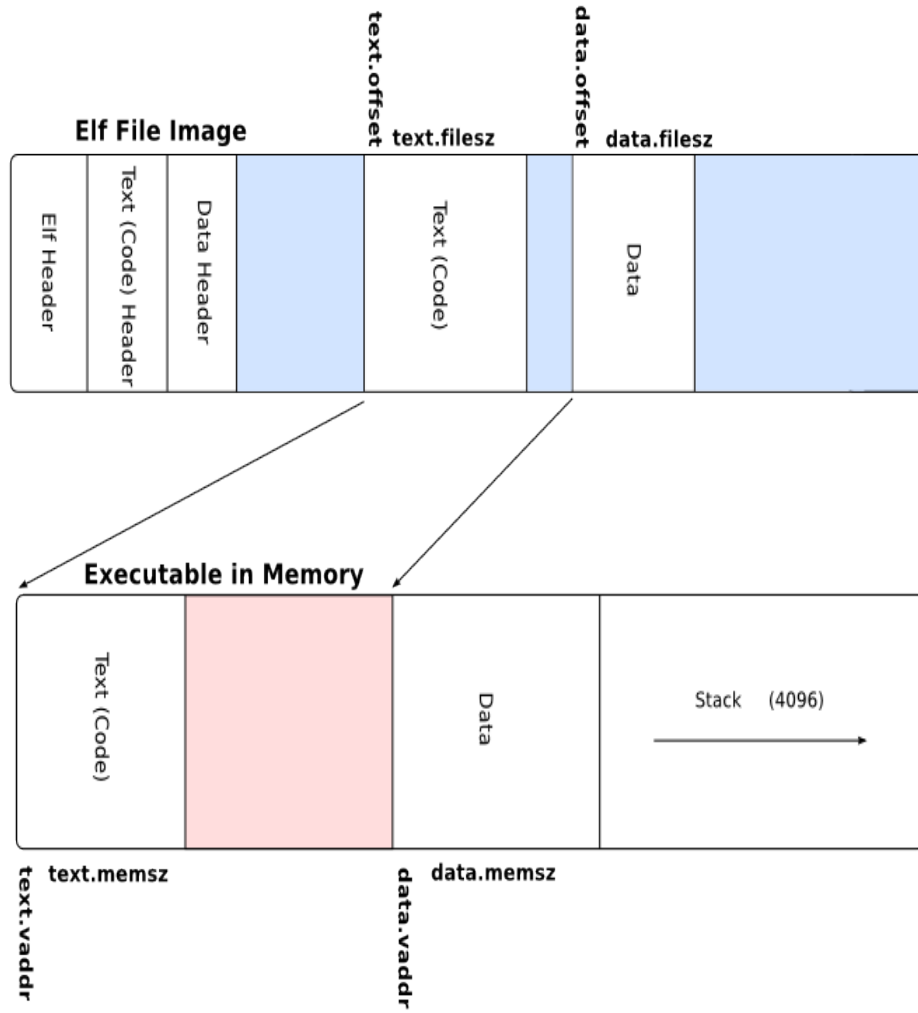 text.offset
data.offset
Elf File Image
text.filesz
data.filesz
Elf Header
Text (Code) Header
Data Header
Text (Code)
Data
Executable in Memory
Text (Code)
Data
Stack (4096)
text.vaddr
text.memsz
data.vaddr
data.memsz